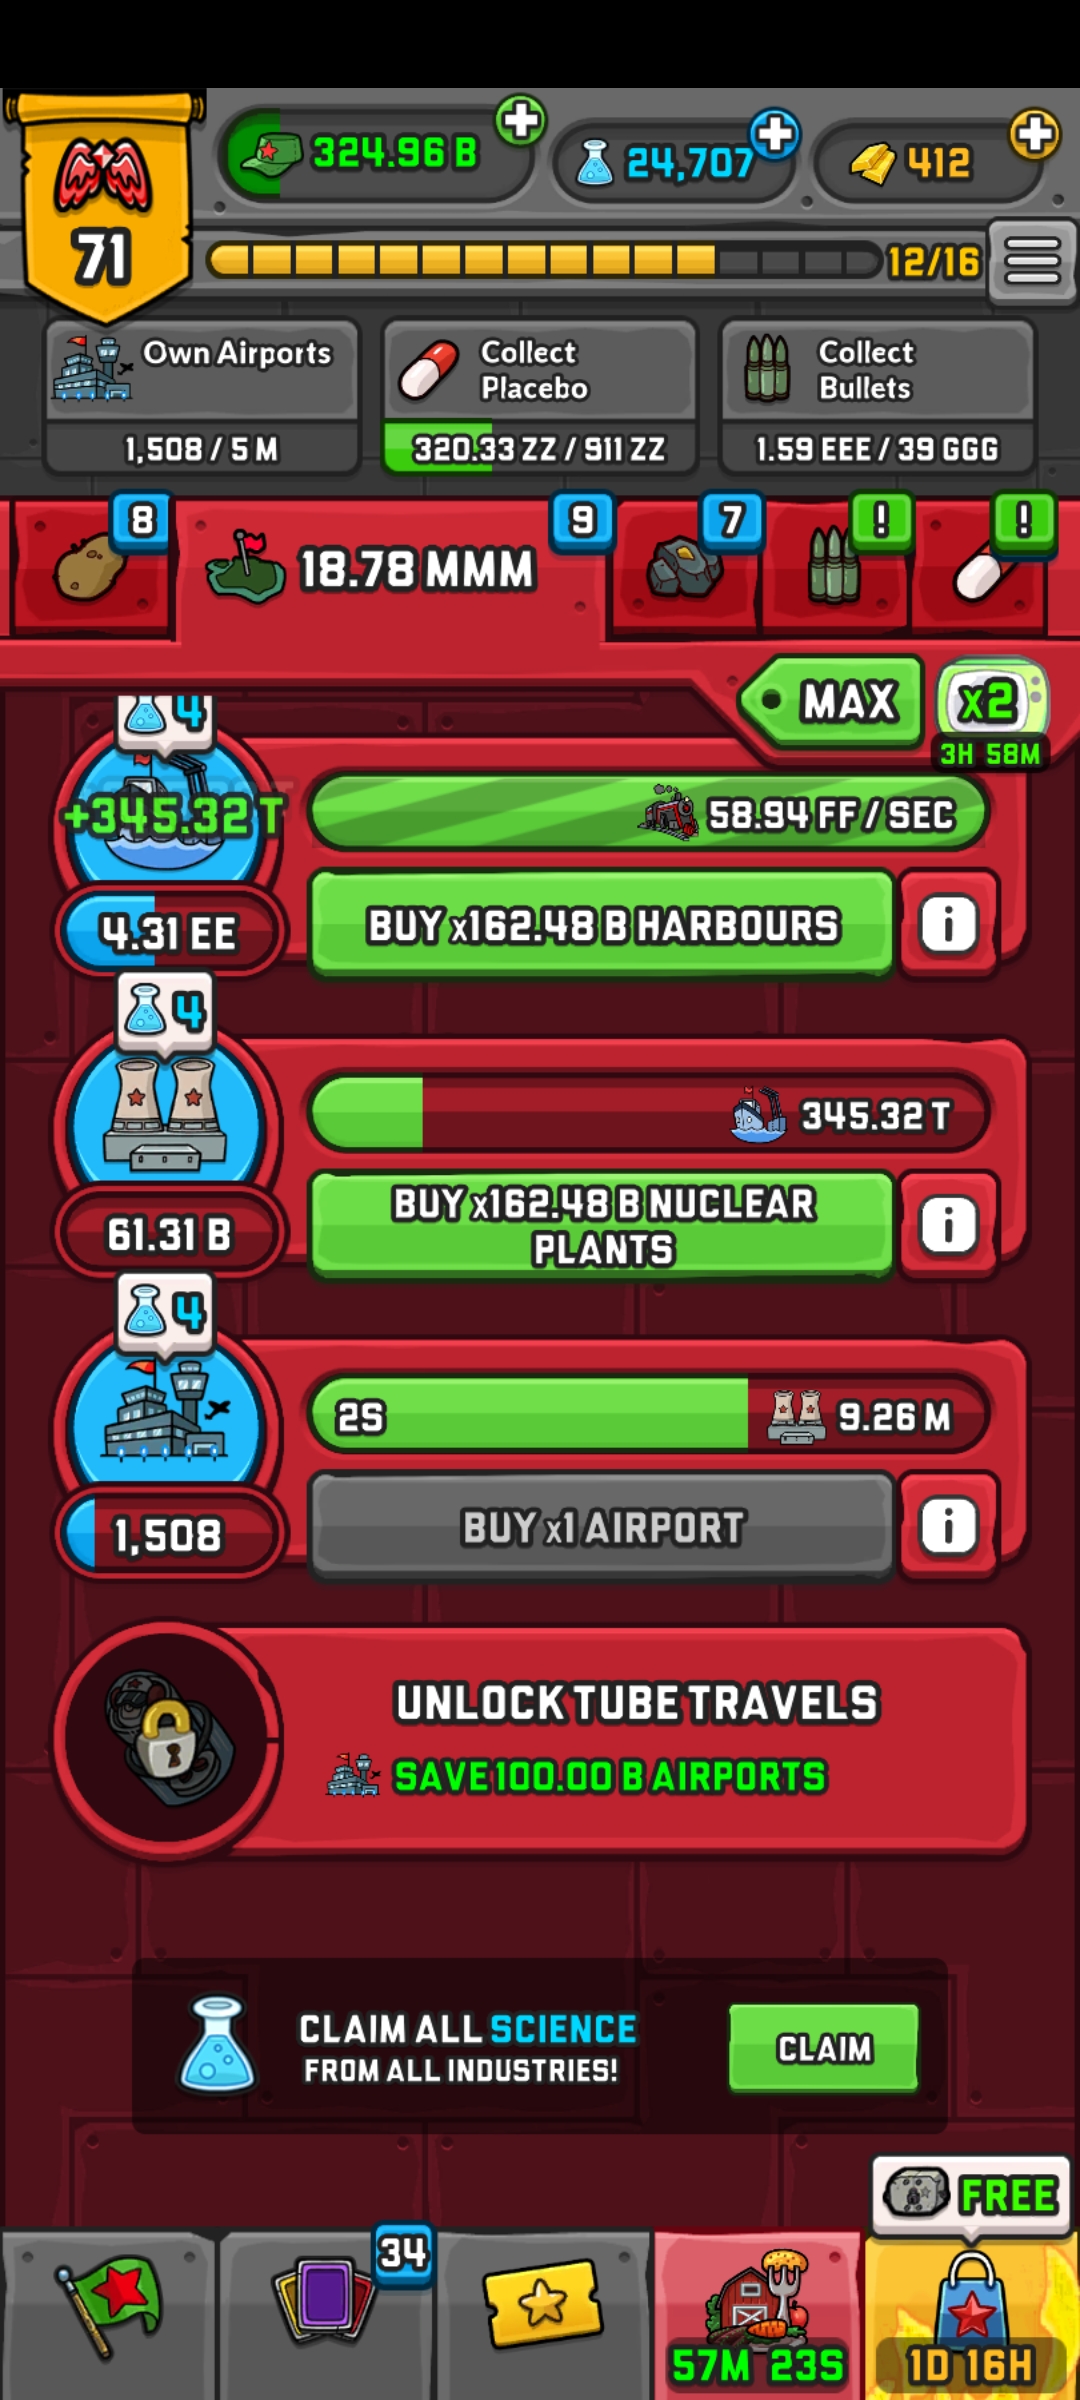 71
324.96 B
24,707
412
12/16
Own Airports
1,508 / 5 M
Collect
Placebo
320.33 ZZ / 911 ZZ
Collect
Bullets
1.59 EEE / 39 GGG
8
18.78 MMM
9
7
!
!
MAX
x2
3H 58M
4
+345.32 T
58.94 FF / SEC
4.31 EE
BUY x162.48 B HARBOURS
i
4
345.32 T
61.31 B
BUY x162.48 B NUCLEAR
PLANTS
i
4
2S
9.26 M
1,508
BUY x1 AIRPORT
i
UNLOCK TUBE TRAVELS
SAVE 100.00 B AIRPORTS
CLAIM ALL SCIENCE
FROM ALL INDUSTRIES!
CLAIM
FREE
34
57M 23S
1D 16H